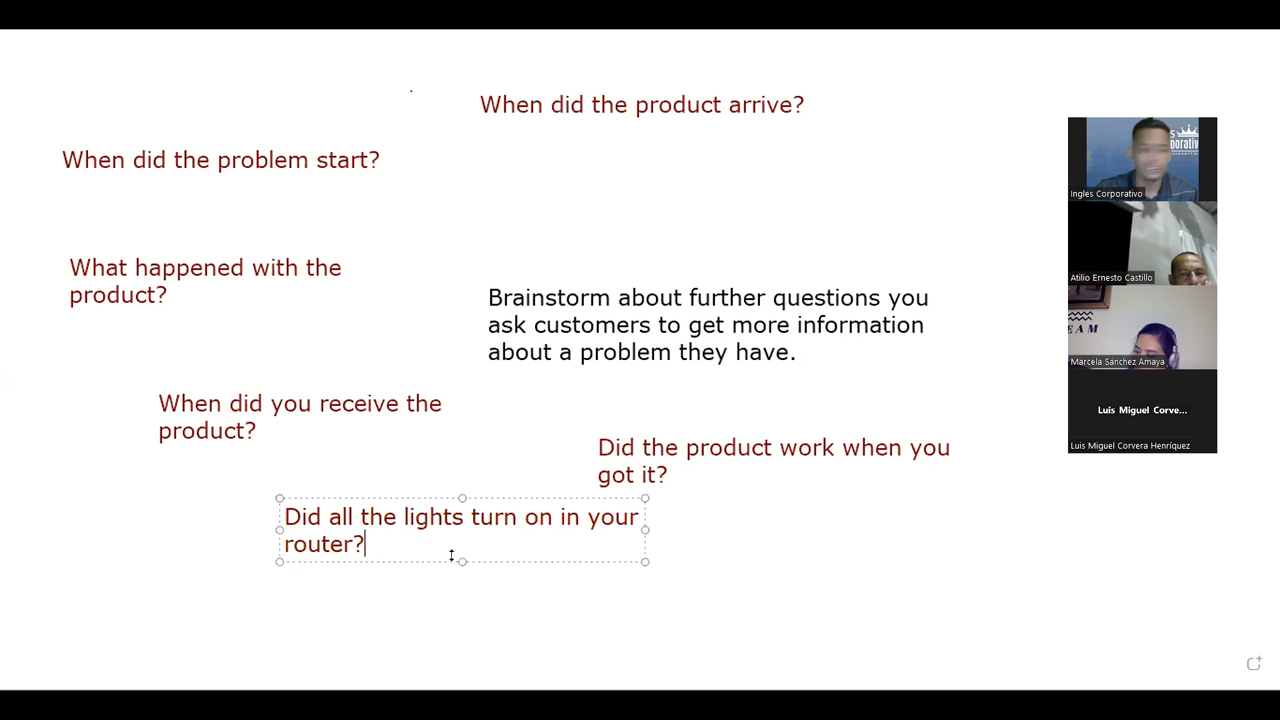 When did the product arrive?
When did the problem start?
What happened with the
product?
Brainstorm about further questions you
ask customers to get more information
about a problem they have.
When did you receive the
product?
Did the product work when you
got it?
Did all the lights turn on in your
router?
Ingles Corporativo
Atilio Ernesto Castillo
EAM
Marcela Sánchez Amaya
Luis Miguel Corve...
Luis Miguel Corvera Henríquez